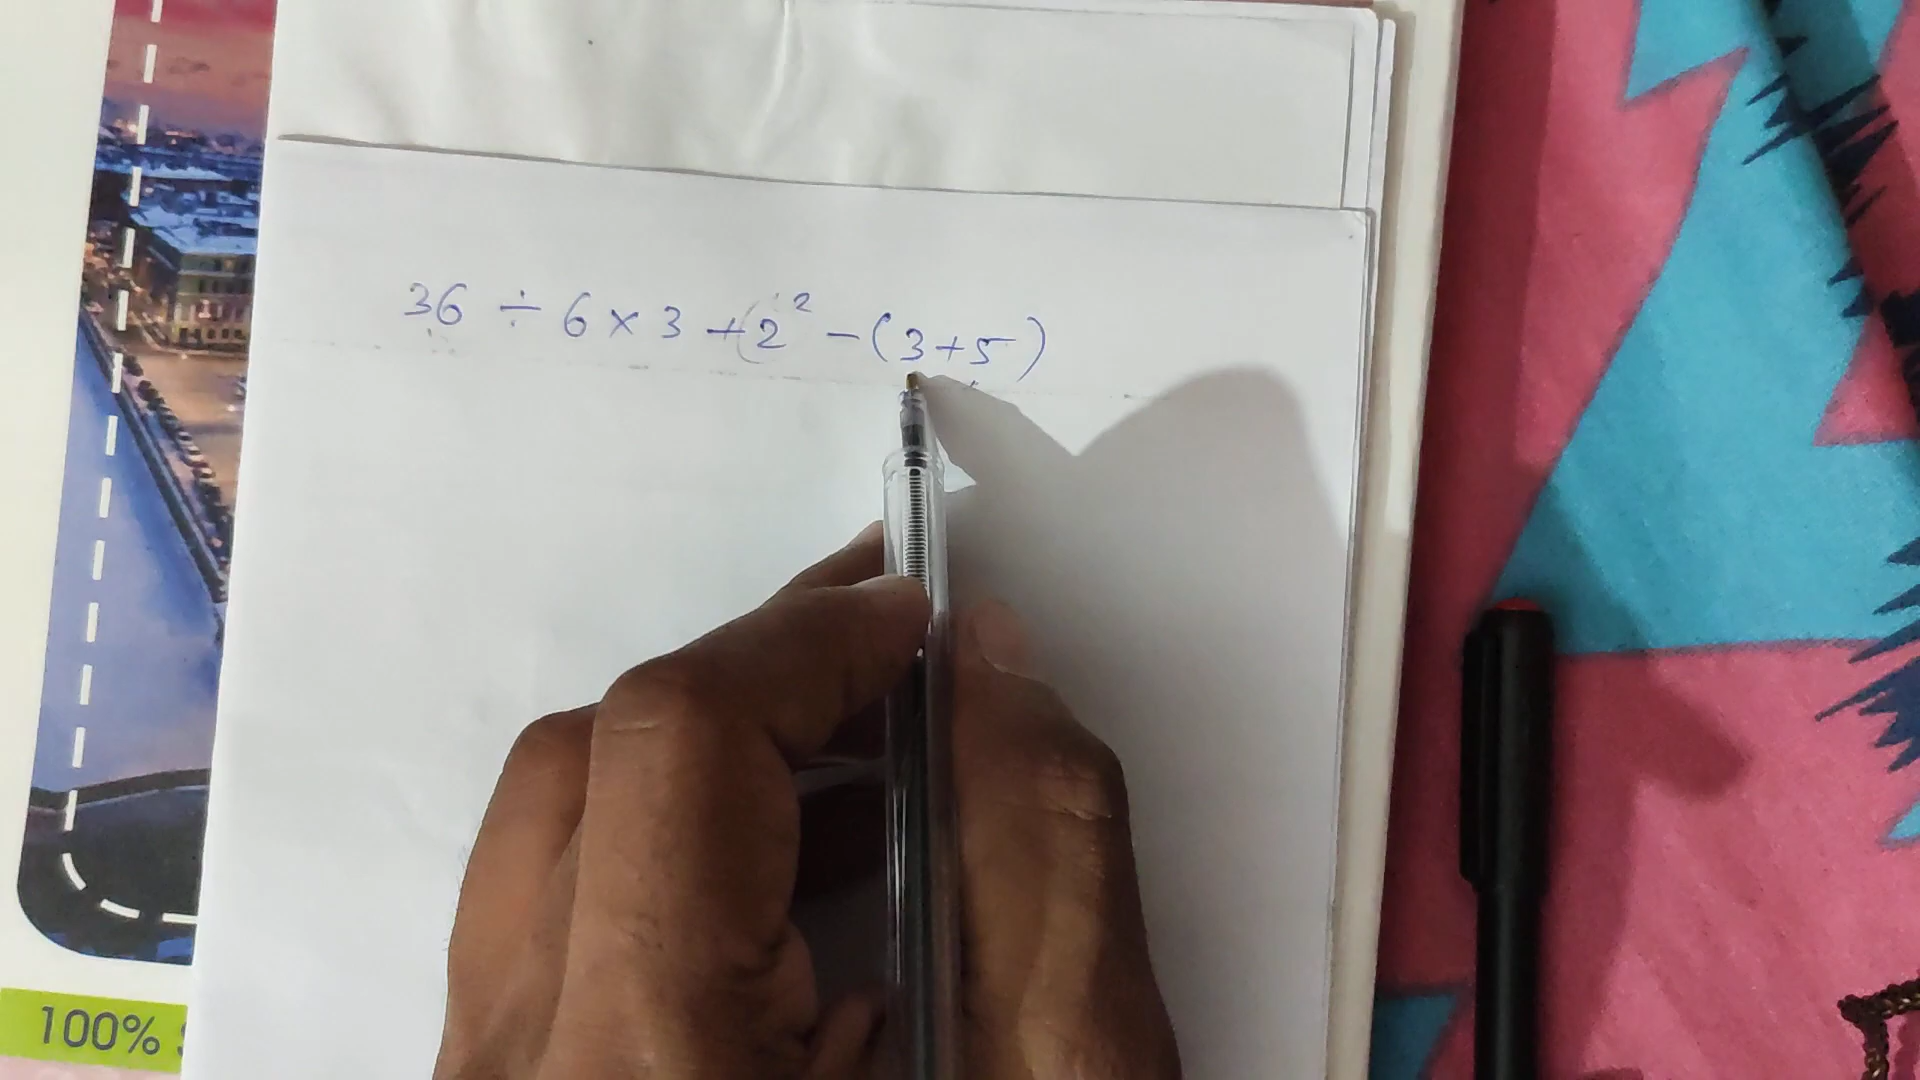 36 ÷ 6 × 3 + 2² - (3+5)
100%